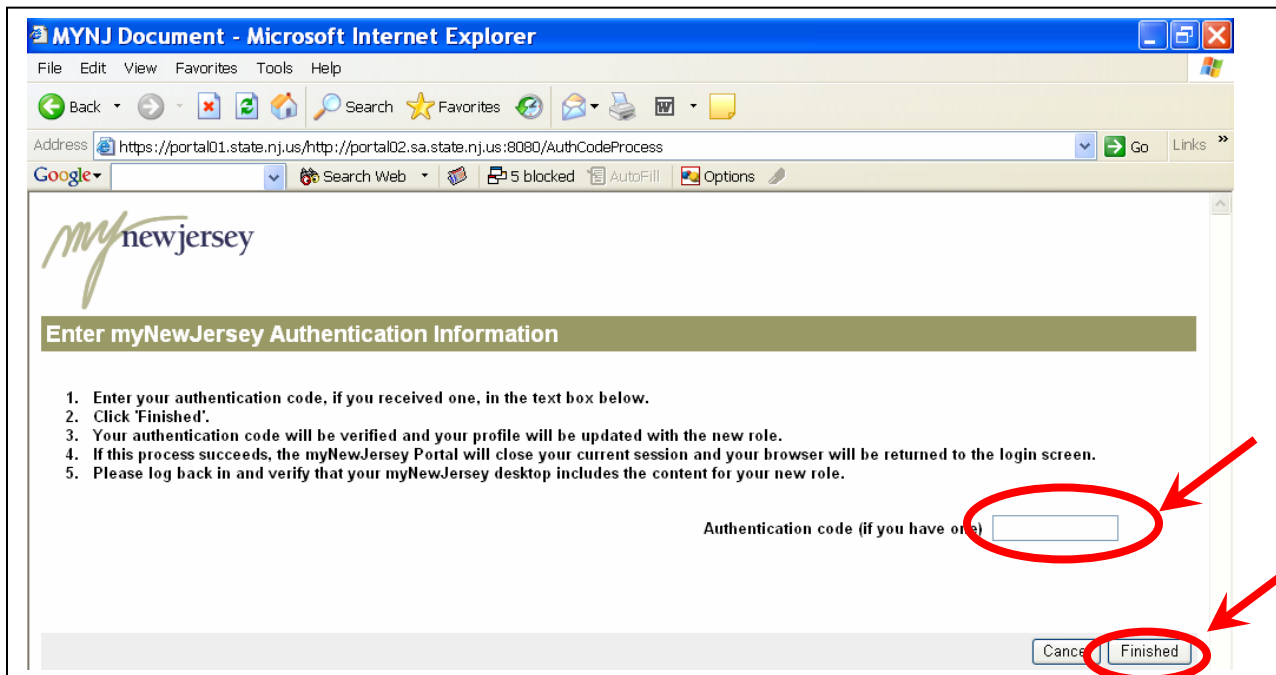 MYNJ Document - Microsoft Internet Explorer
File Edit View Favorites Tools Help
Back Search Favorites
Address https://portal01.state.nj.us/http://portal02.sa.state.nj.us:8080/AuthCodeProcess Go Links »
Google Search Web 5 blocked AutoFill Options
my newjersey
Enter myNewJersey Authentication Information
1. Enter your authentication code, if you received one, in the text box below.
2. Click 'Finished'.
3. Your authentication code will be verified and your profile will be updated with the new role.
4. If this process succeeds, the myNewJersey Portal will close your current session and your browser will be returned to the login screen.
5. Please log back in and verify that your myNewJersey desktop includes the content for your new role.
Authentication code (if you have one)
Cancel Finished